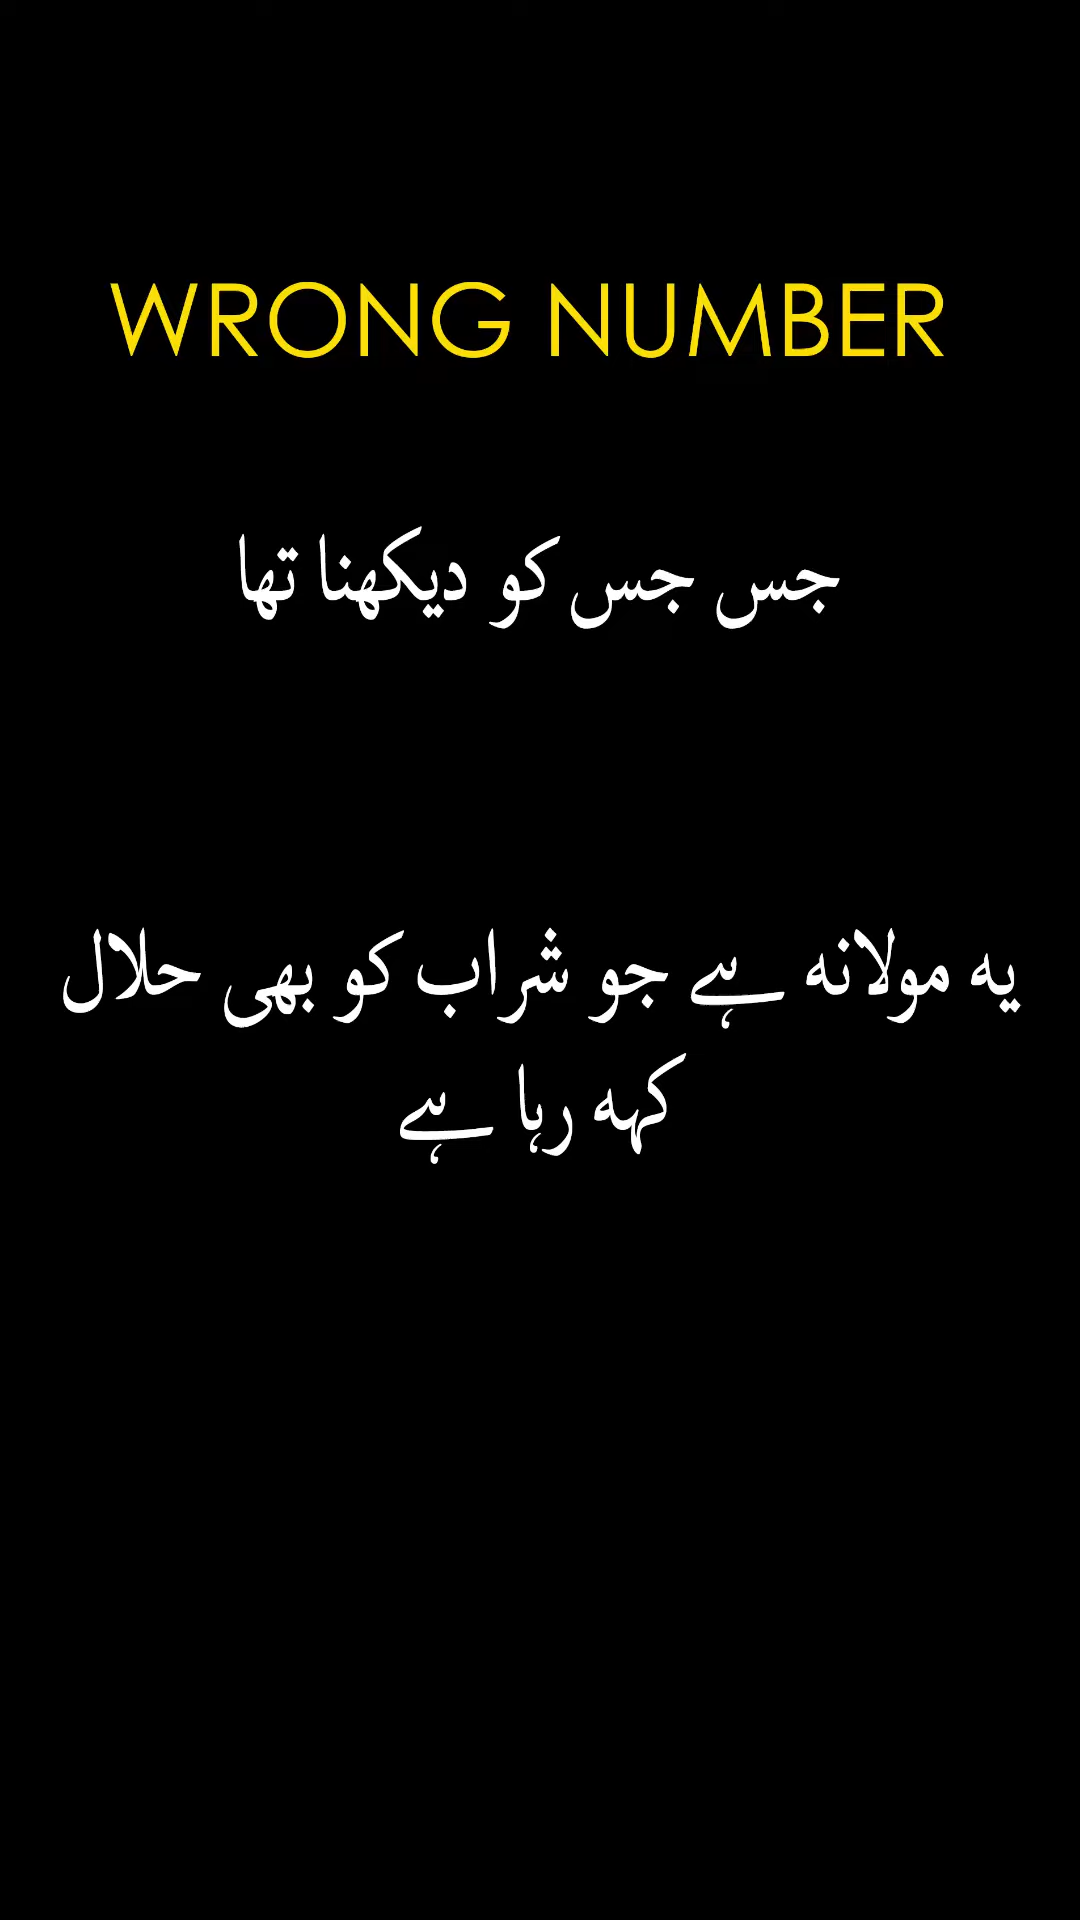 WRONG NUMBER
جس جس کو دیکھنا تھا
یہ مولانہ ہے جو شراب کو بھی حلال
کہہ رہا ہے